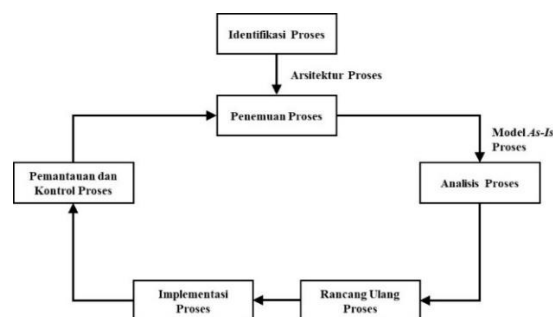 Identifikasi Proses
Arsitektur Proses
Penemuan Proses
Model As-Is
Proses
Analisis Proses
Pemantauan dan
Kontrol Proses
Implementasi
Proses
Rancang Ulang
Proses